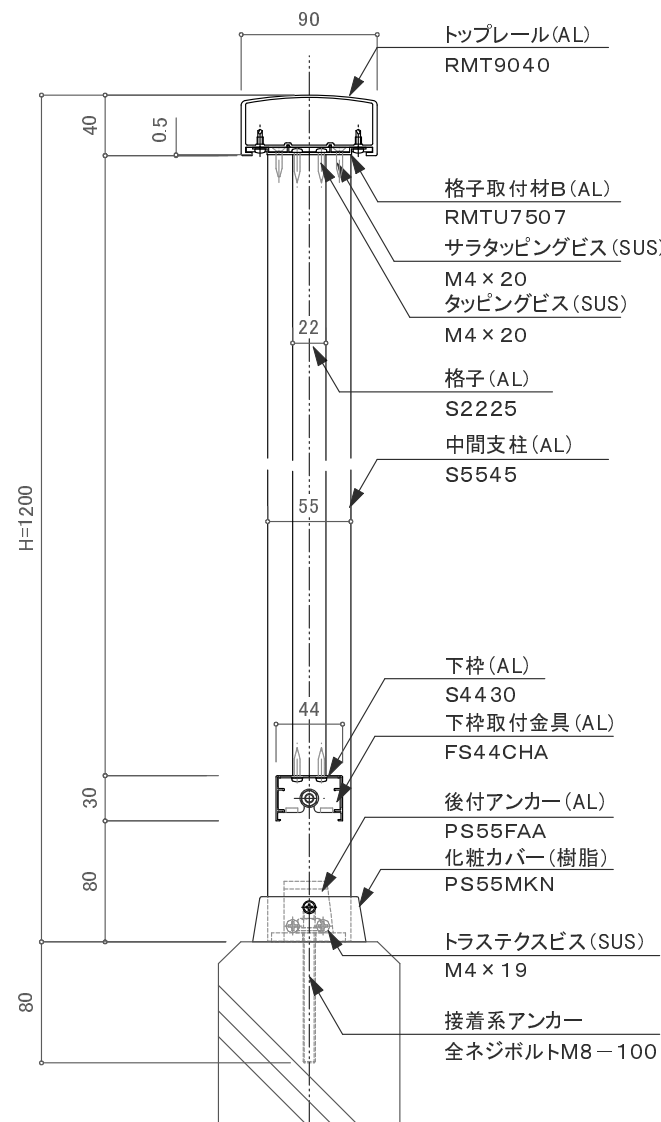 90
トップレール(AL)
RMT9040
40
0.5
格子取付材B(AL)
RMTU7507
サラタッピングビス(SUS)
M4×20
タッピングビス(SUS)
M4×20
22
格子(AL)
S2225
中間支柱(AL)
S5545
H=1200
55
下枠(AL)
S4430
44
下枠取付金具(AL)
FS44CHA
30
後付アンカー(AL)
PS55FAA
化粧カバー(樹脂)
PS55MKN
80
トラステクスビス(SUS)
M4×19
80
接着系アンカー
全ネジボルトM8－100